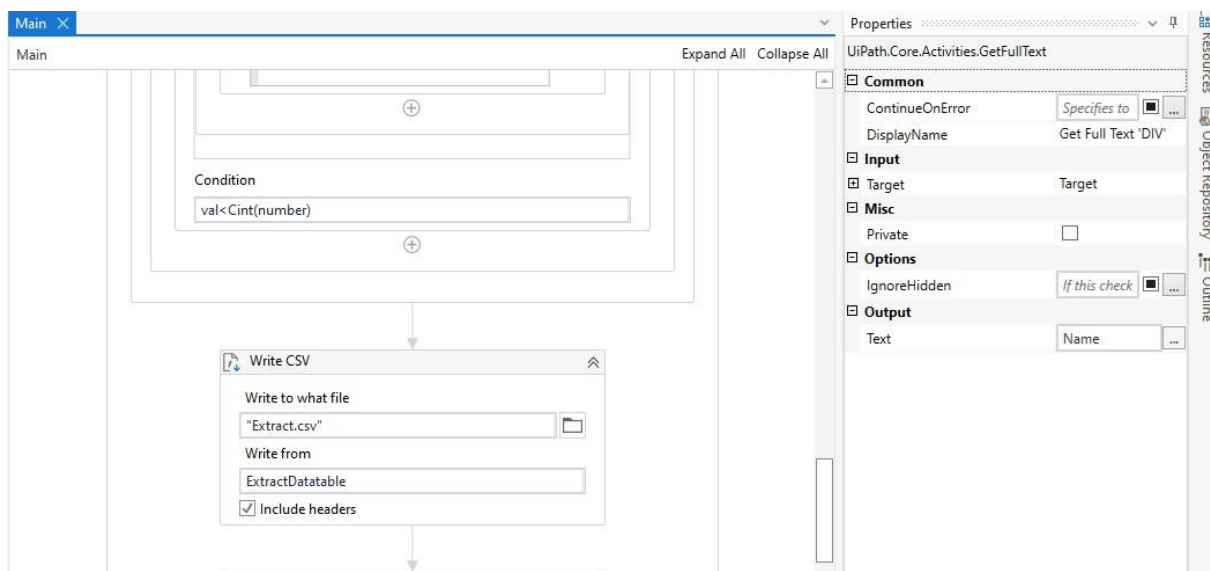 Main
Main
Expand All Collapse All
Condition
val<Cint(number)
Write CSV
Write to what file
"Extract.csv"
Write from
ExtractDatatable
Include headers
Properties
UiPath.Core.Activities.GetFullText
Common
ContinueOnError Specifies to ...
DisplayName Get Full Text 'DIV'
Input
Target Target
Misc
Private
Options
IgnoreHidden If this check ...
Output
Text Name ...
Resources
Object Repository
Outline